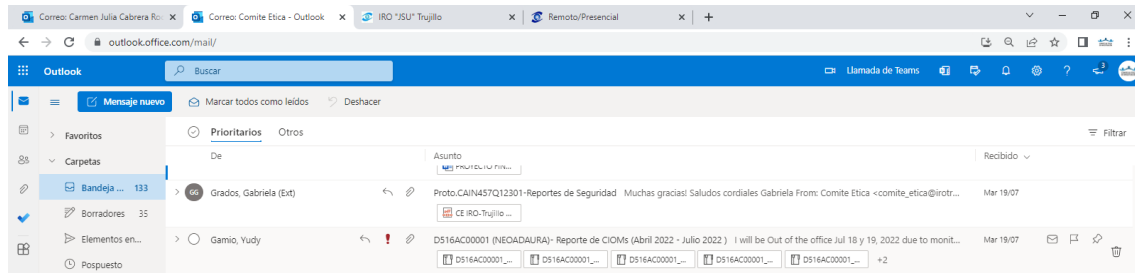 Correo: Carmen Julia Cabrera Ro
Correo: Comite Etica - Outlook
IRO "JSU" Trujillo
Remoto/Presencial
outlook.office.com/mail/
Outlook
Buscar
Llamada de Teams
3
Mensaje nuevo
Marcar todos como leídos
Deshacer
Favoritos
Prioritarios
Otros
Filtrar
Carpetas
De
Asunto
Recibido
PROYECTO FIN...
Bandeja ... 133
GG
Grados, Gabriela (Ext)
Proto.CAIN457Q12301-Reportes de Seguridad Muchas gracias! Saludos cordiales Gabriela From: Comite Etica <comite_etica@irotr...
Mar 19/07
CE IRO-Trujillo ...
Borradores 35
Elementos en...
Gamio, Yudy
D516AC00001 (NEOADAURA)- Reporte de CIOMs (Abril 2022 - Julio 2022 ) I will be Out of the office Jul 18 y 19, 2022 due to monit...
Mar 19/07
D516AC00001_... D516AC00001_... D516AC00001_... D516AC00001_... D516AC00001_... +2
Pospuesto